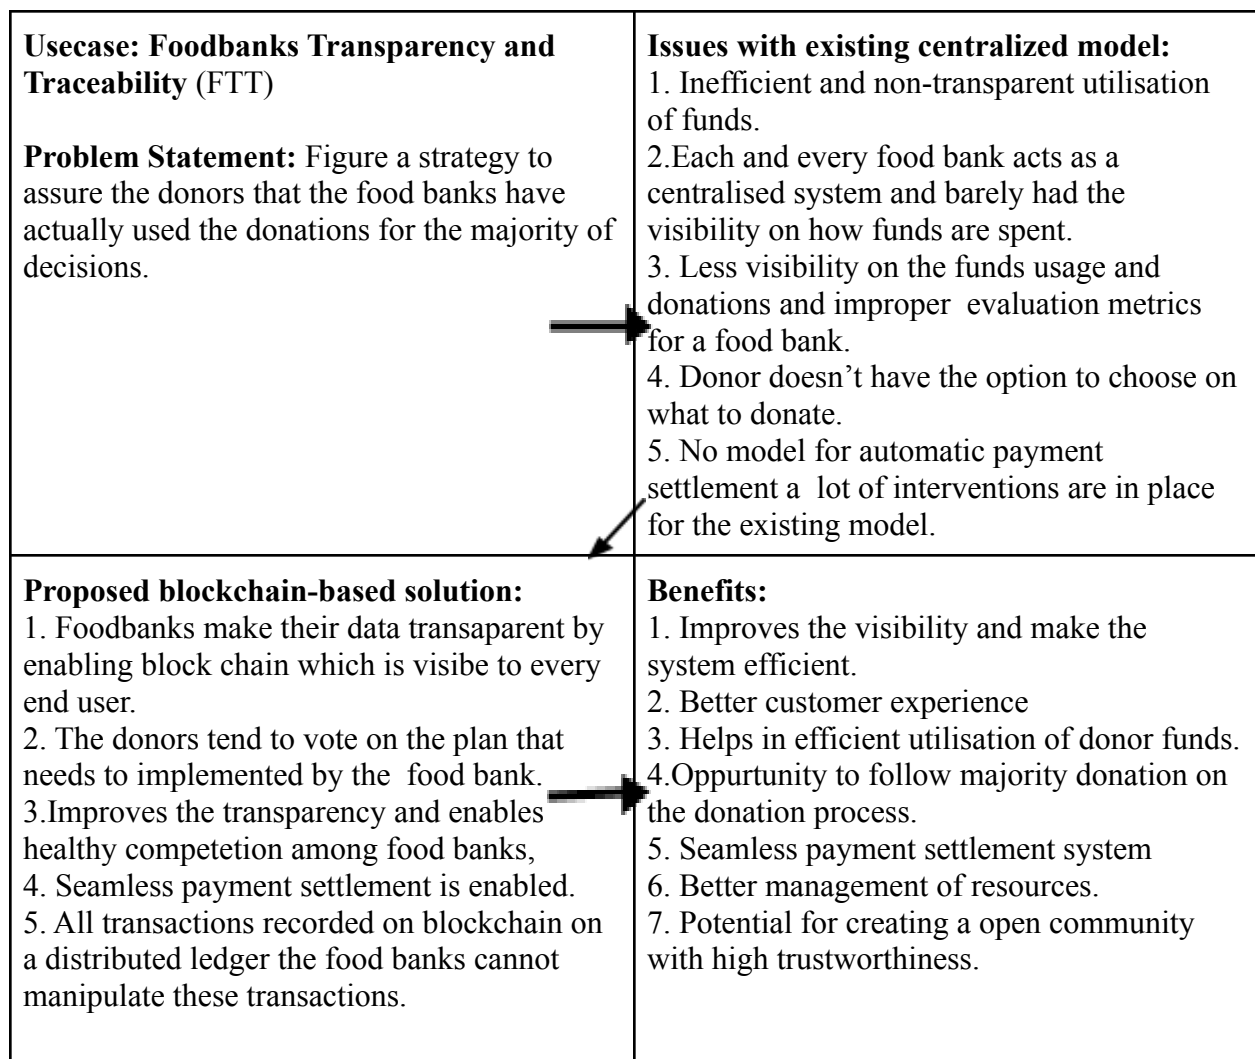 Usecase: Foodbanks Transparency and
Traceability (FTT)
Problem Statement: Figure a strategy to
assure the donors that the food banks have
actually used the donations for the majority of
decisions.
Issues with existing centralized model:
1. Inefficient and non-transparent utilisation
of funds.
2.Each and every food bank acts as a
centralised system and barely had the
visibility on how funds are spent.
3. Less visibility on the funds usage and
donations and improper evaluation metrics
for a food bank.
4. Donor doesn’t have the option to choose on
what to donate.
5. No model for automatic payment
settlement a lot of interventions are in place
for the existing model.
Proposed blockchain-based solution:
1. Foodbanks make their data transaparent by
enabling block chain which is visibe to every
end user.
2. The donors tend to vote on the plan that
needs to implemented by the food bank.
3.Improves the transparency and enables
healthy competetion among food banks,
4. Seamless payment settlement is enabled.
5. All transactions recorded on blockchain on
a distributed ledger the food banks cannot
manipulate these transactions.
Benefits:
1. Improves the visibility and make the
system efficient.
2. Better customer experience
3. Helps in efficient utilisation of donor funds.
4.Oppurtunity to follow majority donation on
the donation process.
5. Seamless payment settlement system
6. Better management of resources.
7. Potential for creating a open community
with high trustworthiness.